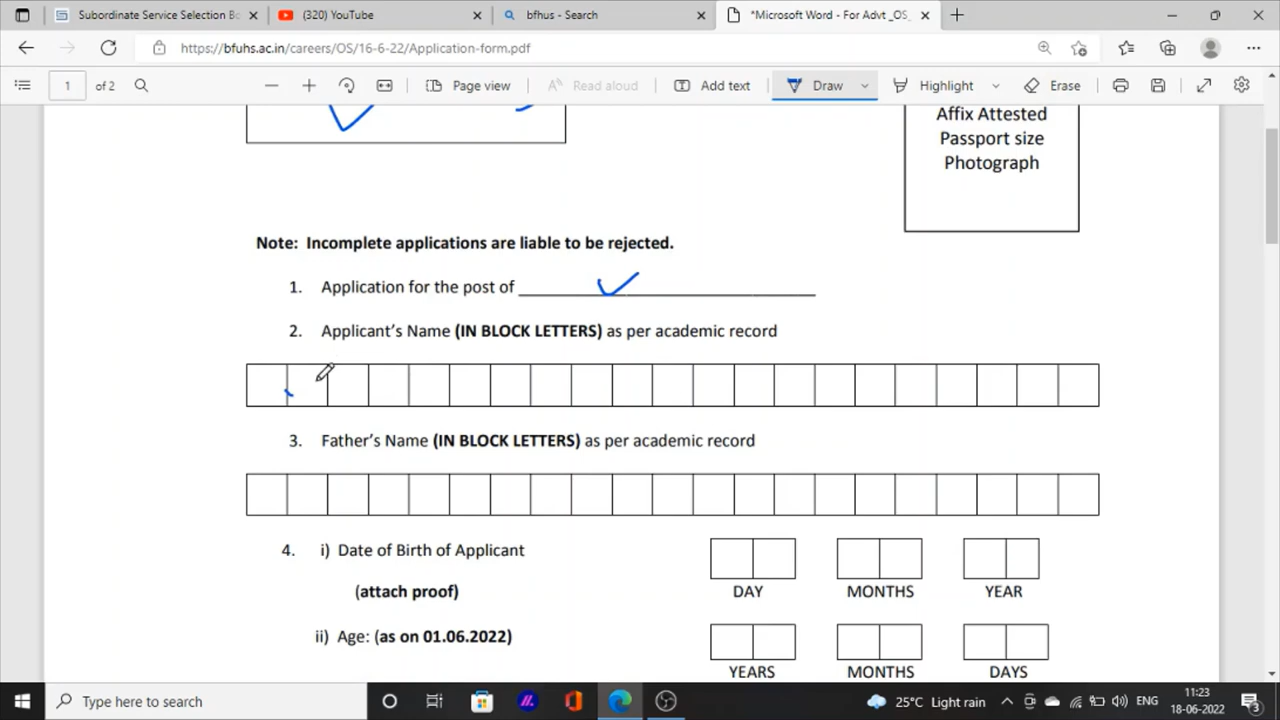 Subordinate Service Selection Bo
(320) YouTube
bfhus - Search
*Microsoft Word - For Advt _OS_
https://bfuhs.ac.in/careers/OS/16-6-22/Application-form.pdf
1 of 2
Page view
Read aloud
Add text
Draw
Highlight
Erase
Affix Attested
Passport size
Photograph
Note: Incomplete applications are liable to be rejected.
1. Application for the post of
2. Applicant's Name (IN BLOCK LETTERS) as per academic record
3. Father's Name (IN BLOCK LETTERS) as per academic record
4. i) Date of Birth of Applicant
(attach proof)
DAY MONTHS YEAR
ii) Age: (as on 01.06.2022)
YEARS MONTHS DAYS
Type here to search
25°C Light rain
ENG
11:23
18-06-2022
3